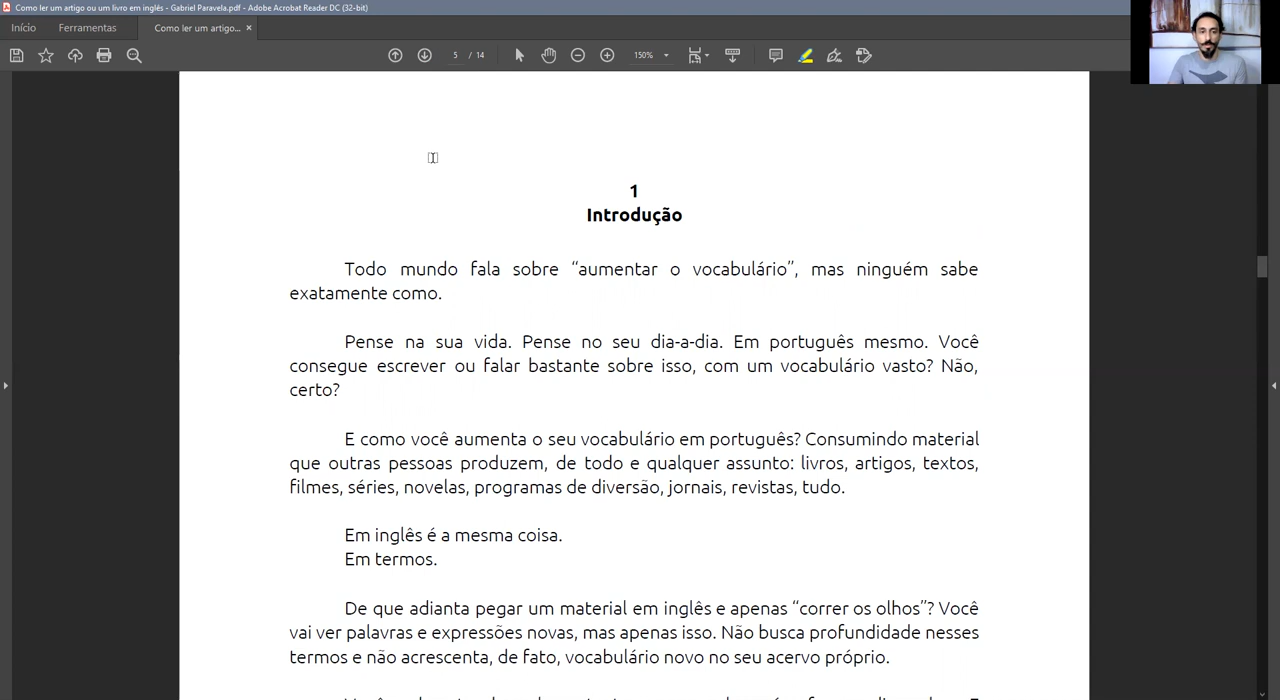 Como ler um artigo ou um livro em inglês - Gabriel Paravela.pdf - Adobe Acrobat Reader DC (32-bit)
Início Ferramentas Como ler um artigo... ×
5 / 14 150%
1
Introdução
Todo mundo fala sobre “aumentar o vocabulário”, mas ninguém sabe
exatamente como.
Pense na sua vida. Pense no seu dia-a-dia. Em português mesmo. Você
consegue escrever ou falar bastante sobre isso, com um vocabulário vasto? Não,
certo?
E como você aumenta o seu vocabulário em português? Consumindo material
que outras pessoas produzem, de todo e qualquer assunto: livros, artigos, textos,
filmes, séries, novelas, programas de diversão, jornais, revistas, tudo.
Em inglês é a mesma coisa.
Em termos.
De que adianta pegar um material em inglês e apenas “correr os olhos”? Você
vai ver palavras e expressões novas, mas apenas isso. Não busca profundidade nesses
termos e não acrescenta, de fato, vocabulário novo no seu acervo próprio.